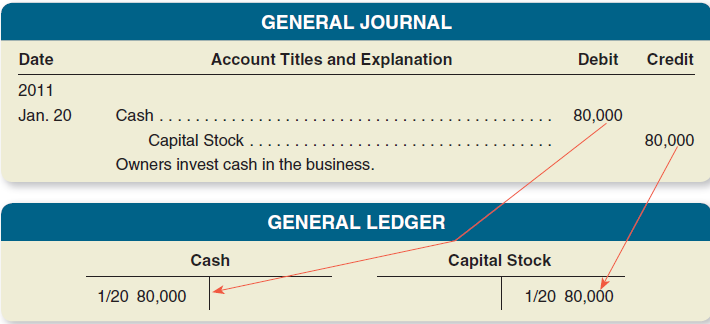 GENERAL JOURNAL
Date Account Titles and Explanation Debit Credit
2011
Jan. 20 Cash . . . . . . . . . . . . . . . . . . . . . . . . . . . . . . . . . . . . . . . . . . . . 80,000
Capital Stock . . . . . . . . . . . . . . . . . . . . . . . . . . . . . . . . . . 80,000
Owners invest cash in the business.
GENERAL LEDGER
Cash Capital Stock
1/20 80,000 1/20 80,000